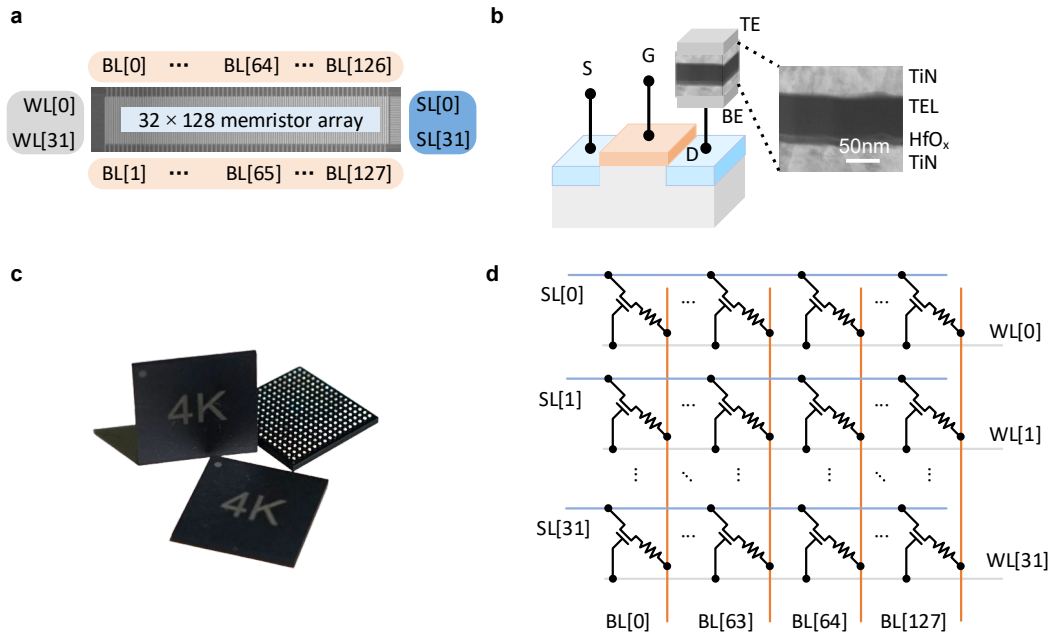 a
BL[0] ··· BL[64] ··· BL[126]
WL[0]
WL[31]
32 × 128 memristor array
SL[0]
SL[31]
BL[1] ··· BL[65] ··· BL[127]
b
TE
S
G
BE
D
TiN
TEL
HfOₓ
TiN
50nm
c
4K
4K
d
SL[0]
... ... ...
WL[0]
SL[1]
... ... ...
WL[1]
SL[31]
... ... ...
WL[31]
BL[0] BL[63] BL[64] BL[127]